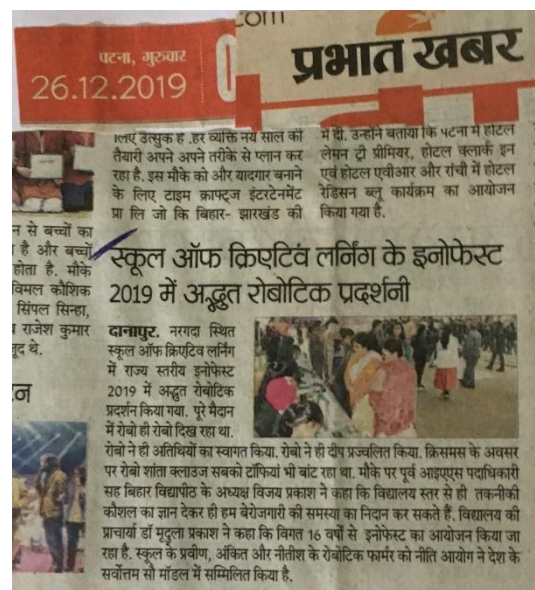 com
पटना, गुरुवार
26.12.2019
प्रभात खबर
लिए उत्सुक है .हर व्यक्ति नये साल की
तैयारी अपने अपने तरीके से प्लान कर
रहा है. इस मौके को और यादगार बनाने
के लिए टाइम क्राफ्ट्ज इंटरटेनमेंट
प्रा लि जो कि बिहार- झारखंड की
में दी. उन्होंने बताया कि पटना में होटल
लेमन ट्री प्रीमियर, होटल क्लार्क इन
एवं होटल एवीआर और रांची में होटल
रेडिसन ब्लू कार्यक्रम का आयोजन
किया गया है.
न से बच्चों का
है और बच्चों
होता है. मौके
विमल कौशिक
सिंपल सिन्हा,
राजेश कुमार
द थे.
न
स्कूल ऑफ क्रिएटिव लर्निंग के इनोफेस्ट
2019 में अद्भुत रोबोटिक प्रदर्शनी
दानापुर. नरगदा स्थित
स्कूल ऑफ क्रिएटिव लर्निंग
में राज्य स्तरीय इनोफेस्ट
2019 में अद्भुत रोबोटिक
प्रदर्शन किया गया. पूरे मैदान
में रोबो ही रोबो दिख रहा था.
रोबो ने ही अतिथियों का स्वागत किया. रोबो ने ही दीप प्रज्वलित किया. क्रिसमस के अवसर
पर रोबो शांता क्लाउज सबको टॉफियां भी बांट रहा था. मौके पर पूर्व आइएएस पदाधिकारी
सह बिहार विद्यापीठ के अध्यक्ष विजय प्रकाश ने कहा कि विद्यालय स्तर से ही तकनीकी
कौशल का ज्ञान देकर ही हम बेरोजगारी की समस्या का निदान कर सकते हैं. विद्यालय की
प्राचार्या डॉ मृदुला प्रकाश ने कहा कि विगत 16 वर्षों से इनोफेस्ट का आयोजन किया जा
रहा है. स्कूल के प्रवीण, अंकित और नीतीश के रोबोटिक फार्मर को नीति आयोग ने देश के
सर्वोत्तम सौ मॉडल में सम्मिलित किया है.